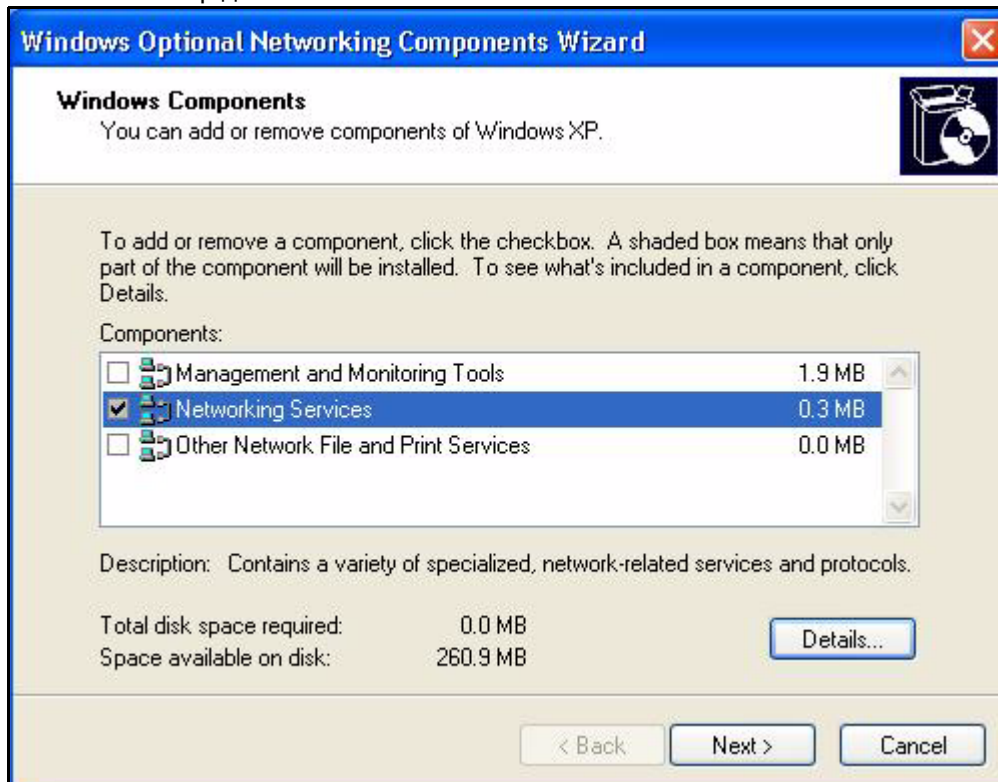 Windows Optional Networking Components Wizard
Windows Components
You can add or remove components of Windows XP.
To add or remove a component, click the checkbox. A shaded box means that only
part of the component will be installed. To see what's included in a component, click
Details.
Components:
Management and Monitoring Tools 1.9 MB
Networking Services 0.3 MB
Other Network File and Print Services 0.0 MB
Description: Contains a variety of specialized, network-related services and protocols.
Total disk space required: 0.0 MB
Space available on disk: 260.9 MB
Details...
< Back Next > Cancel